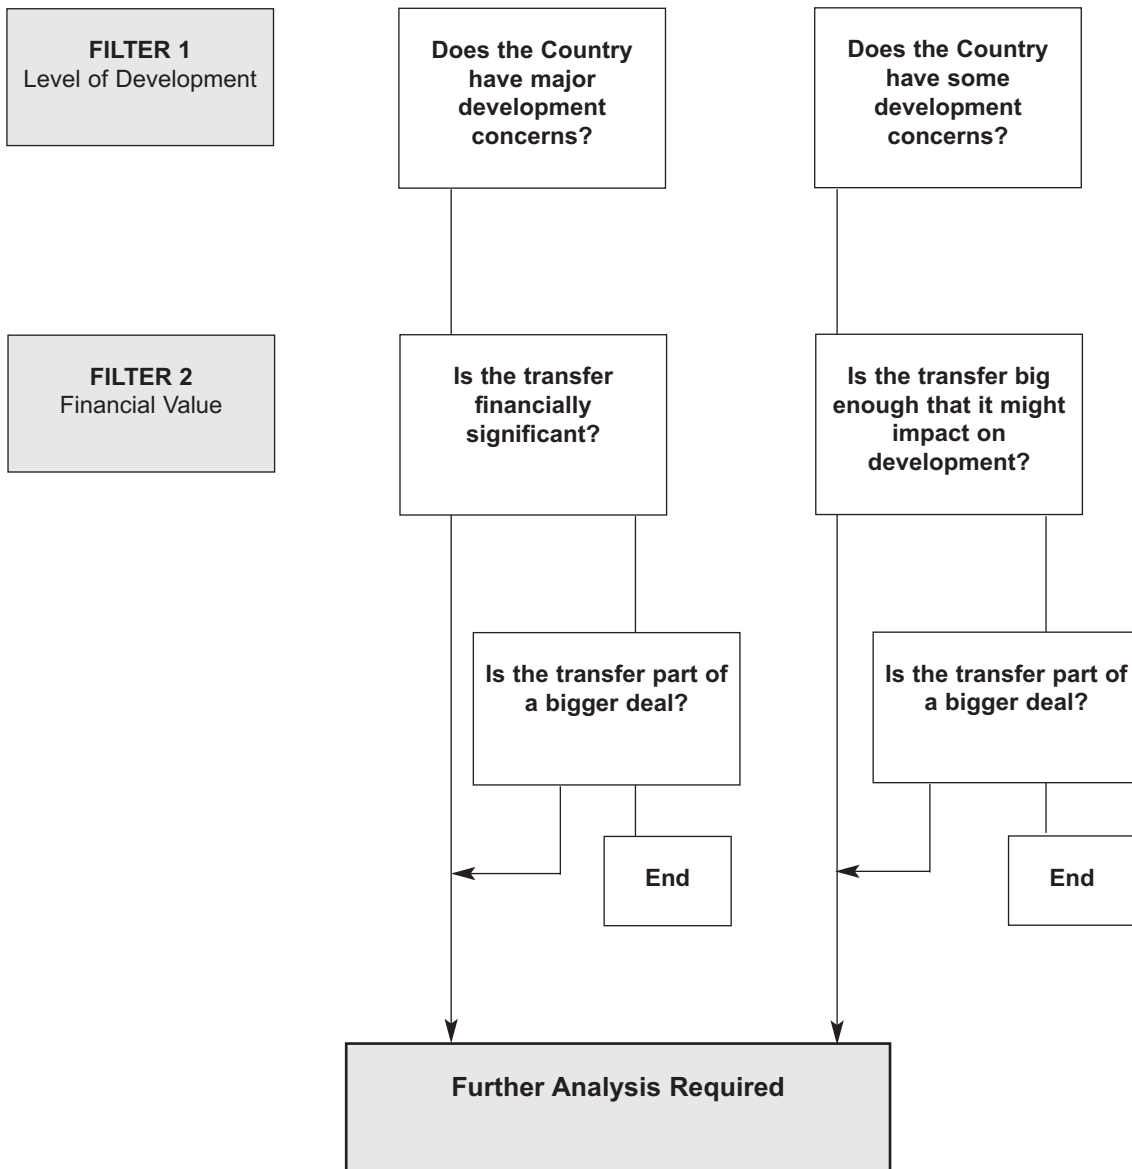 FILTER 1
Level of Development
Does the Country
have major
development
concerns?
Does the Country
have some
development
concerns?
FILTER 2
Financial Value
Is the transfer
financially
significant?
Is the transfer big
enough that it might
impact on
development?
Is the transfer part of
a bigger deal?
Is the transfer part of
a bigger deal?
End
End
Further Analysis Required